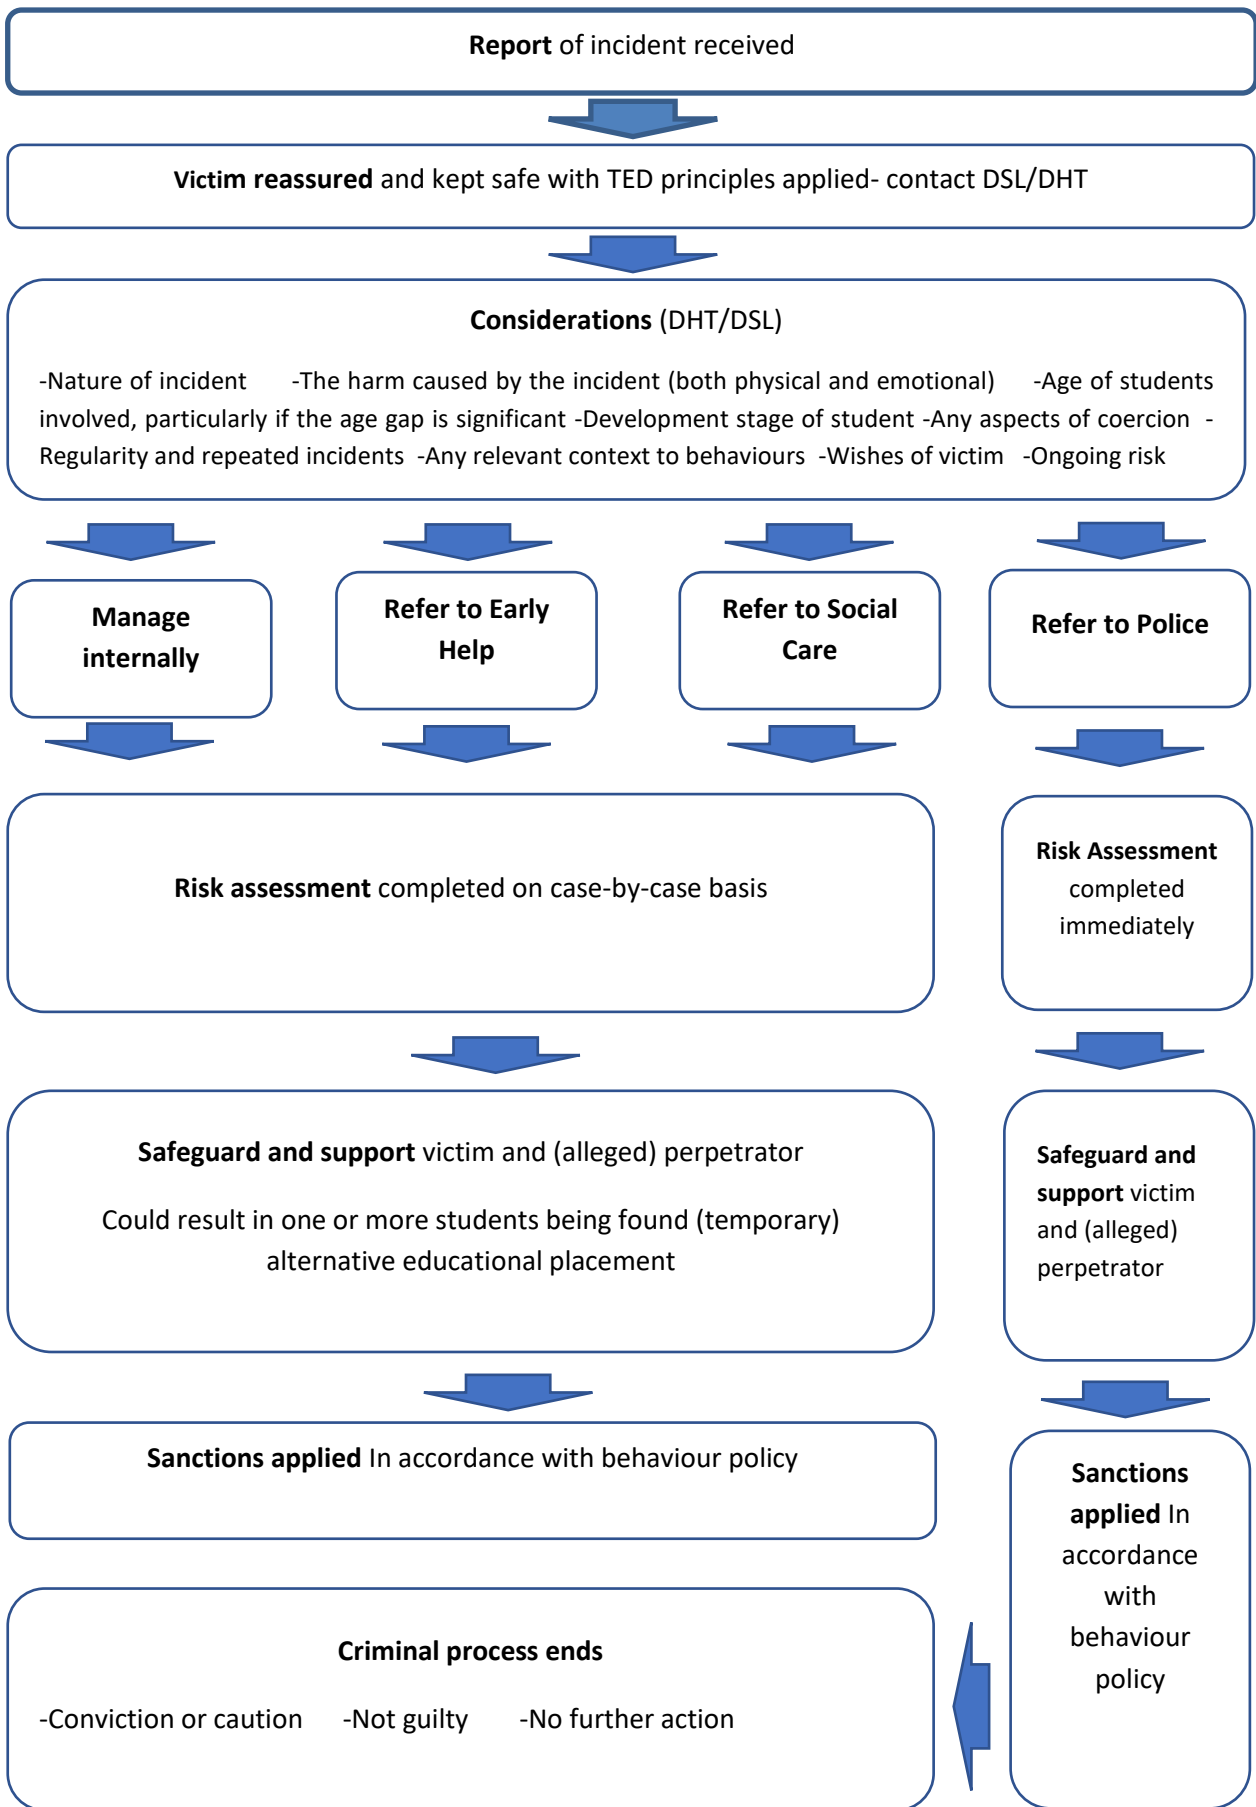 Report of incident received
Victim reassured and kept safe with TED principles applied- contact DSL/DHT
Considerations (DHT/DSL)
-Nature of incident -The harm caused by the incident (both physical and emotional) -Age of students
involved, particularly if the age gap is significant -Development stage of student -Any aspects of coercion -
Regularity and repeated incidents -Any relevant context to behaviours -Wishes of victim -Ongoing risk
Manage
internally
Refer to Early
Help
Refer to Social
Care
Refer to Police
Risk assessment completed on case-by-case basis
Risk Assessment
completed
immediately
Safeguard and support victim and (alleged) perpetrator
Could result in one or more students being found (temporary)
alternative educational placement
Safeguard and
support victim
and (alleged)
perpetrator
Sanctions applied In accordance with behaviour policy
Sanctions
applied In
accordance
with
behaviour
policy
Criminal process ends
-Conviction or caution -Not guilty -No further action